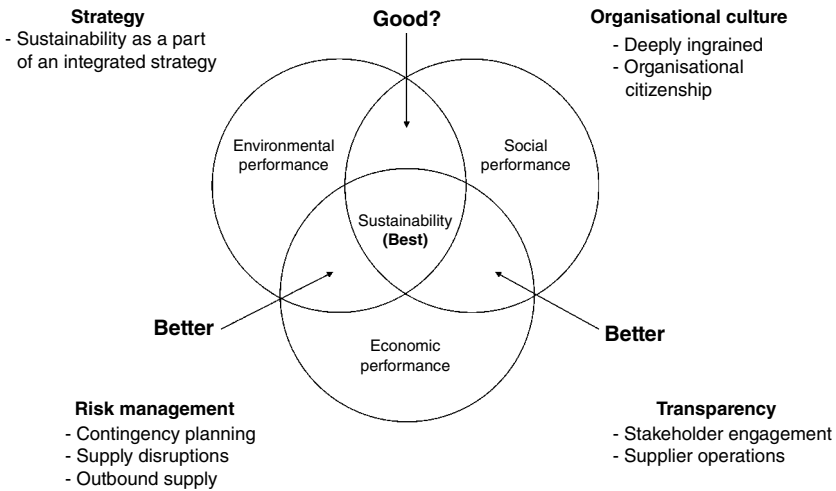 Strategy
- Sustainability as a part
of an integrated strategy
Good?
Organisational culture
- Deeply ingrained
- Organisational
citizenship
Environmental
performance
Social
performance
Sustainability
(Best)
Better
Better
Economic
performance
Risk management
- Contingency planning
- Supply disruptions
- Outbound supply
Transparency
- Stakeholder engagement
- Supplier operations